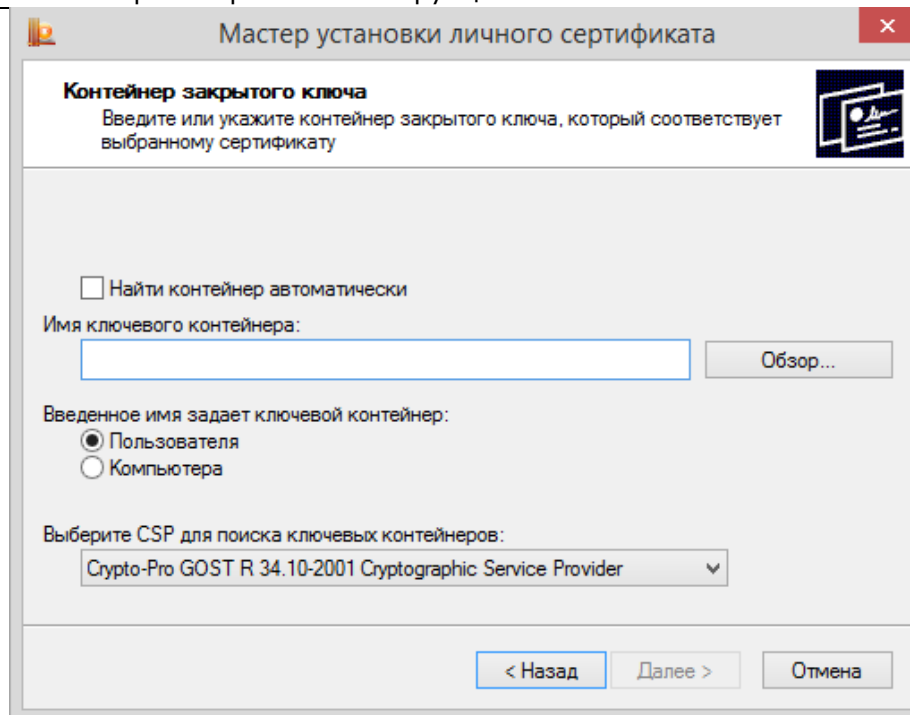 Мастер установки личного сертификата
Контейнер закрытого ключа
Введите или укажите контейнер закрытого ключа, который соответствует
выбранному сертификату
Найти контейнер автоматически
Имя ключевого контейнера:
Обзор...
Введенное имя задает ключевой контейнер:
Пользователя
Компьютера
Выберите CSP для поиска ключевых контейнеров:
Crypto-Pro GOST R 34.10-2001 Cryptographic Service Provider
< Назад Далее > Отмена